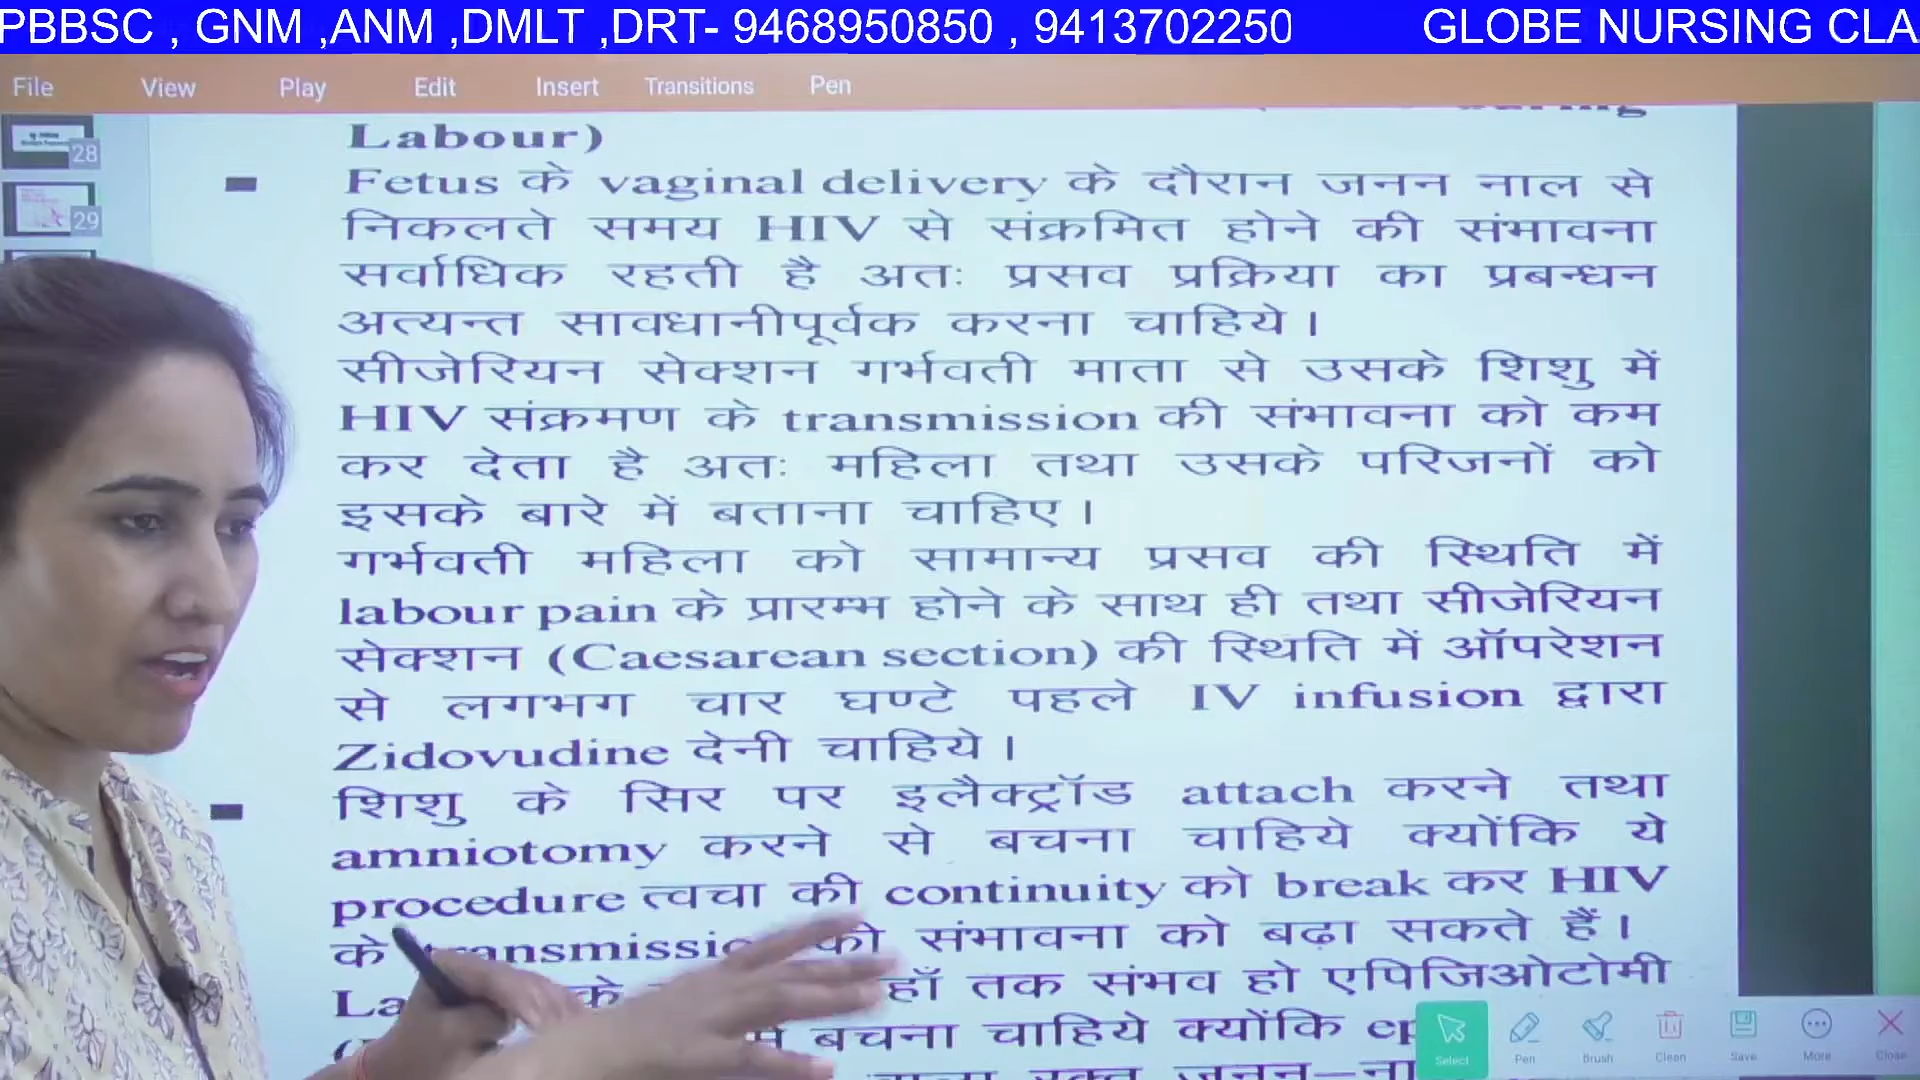 PBBSC , GNM ,ANM ,DMLT ,DRT- 9468950850 , 9413702250 GLOBE NURSING CLA
File View Play Edit Insert Transitions Pen
28
29
Labour)
Fetus के vaginal delivery के दौरान जनन नाल से
निकलते समय HIV से संक्रमित होने की संभावना
सर्वाधिक रहती है अतः प्रसव प्रक्रिया का प्रबन्धन
अत्यन्त सावधानीपूर्वक करना चाहिये।
सीजेरियन सेक्शन गर्भवती माता से उसके शिशु में
HIV संक्रमण के transmission की संभावना को कम
कर देता है अतः महिला तथा उसके परिजनों को
इसके बारे में बताना चाहिए।
गर्भवती महिला को सामान्य प्रसव की स्थिति में
labour pain के प्रारम्भ होने के साथ ही तथा सीजेरियन
सेक्शन (Caesarean section) की स्थिति में ऑपरेशन
से लगभग चार घण्टे पहले IV infusion द्वारा
Zidovudine देनी चाहिये।
शिशु के सिर पर इलैक्ट्रॉड attach करने तथा
amniotomy करने से बचना चाहिये क्योंकि ये
procedure त्वचा की continuity को break कर HIV
के संभावना को बढ़ा सकते हैं।
La के तक संभव हो एपिजिओटोमी
बचना चाहिये क्योंकि ep
Select Pen Brush Clean Save More Close